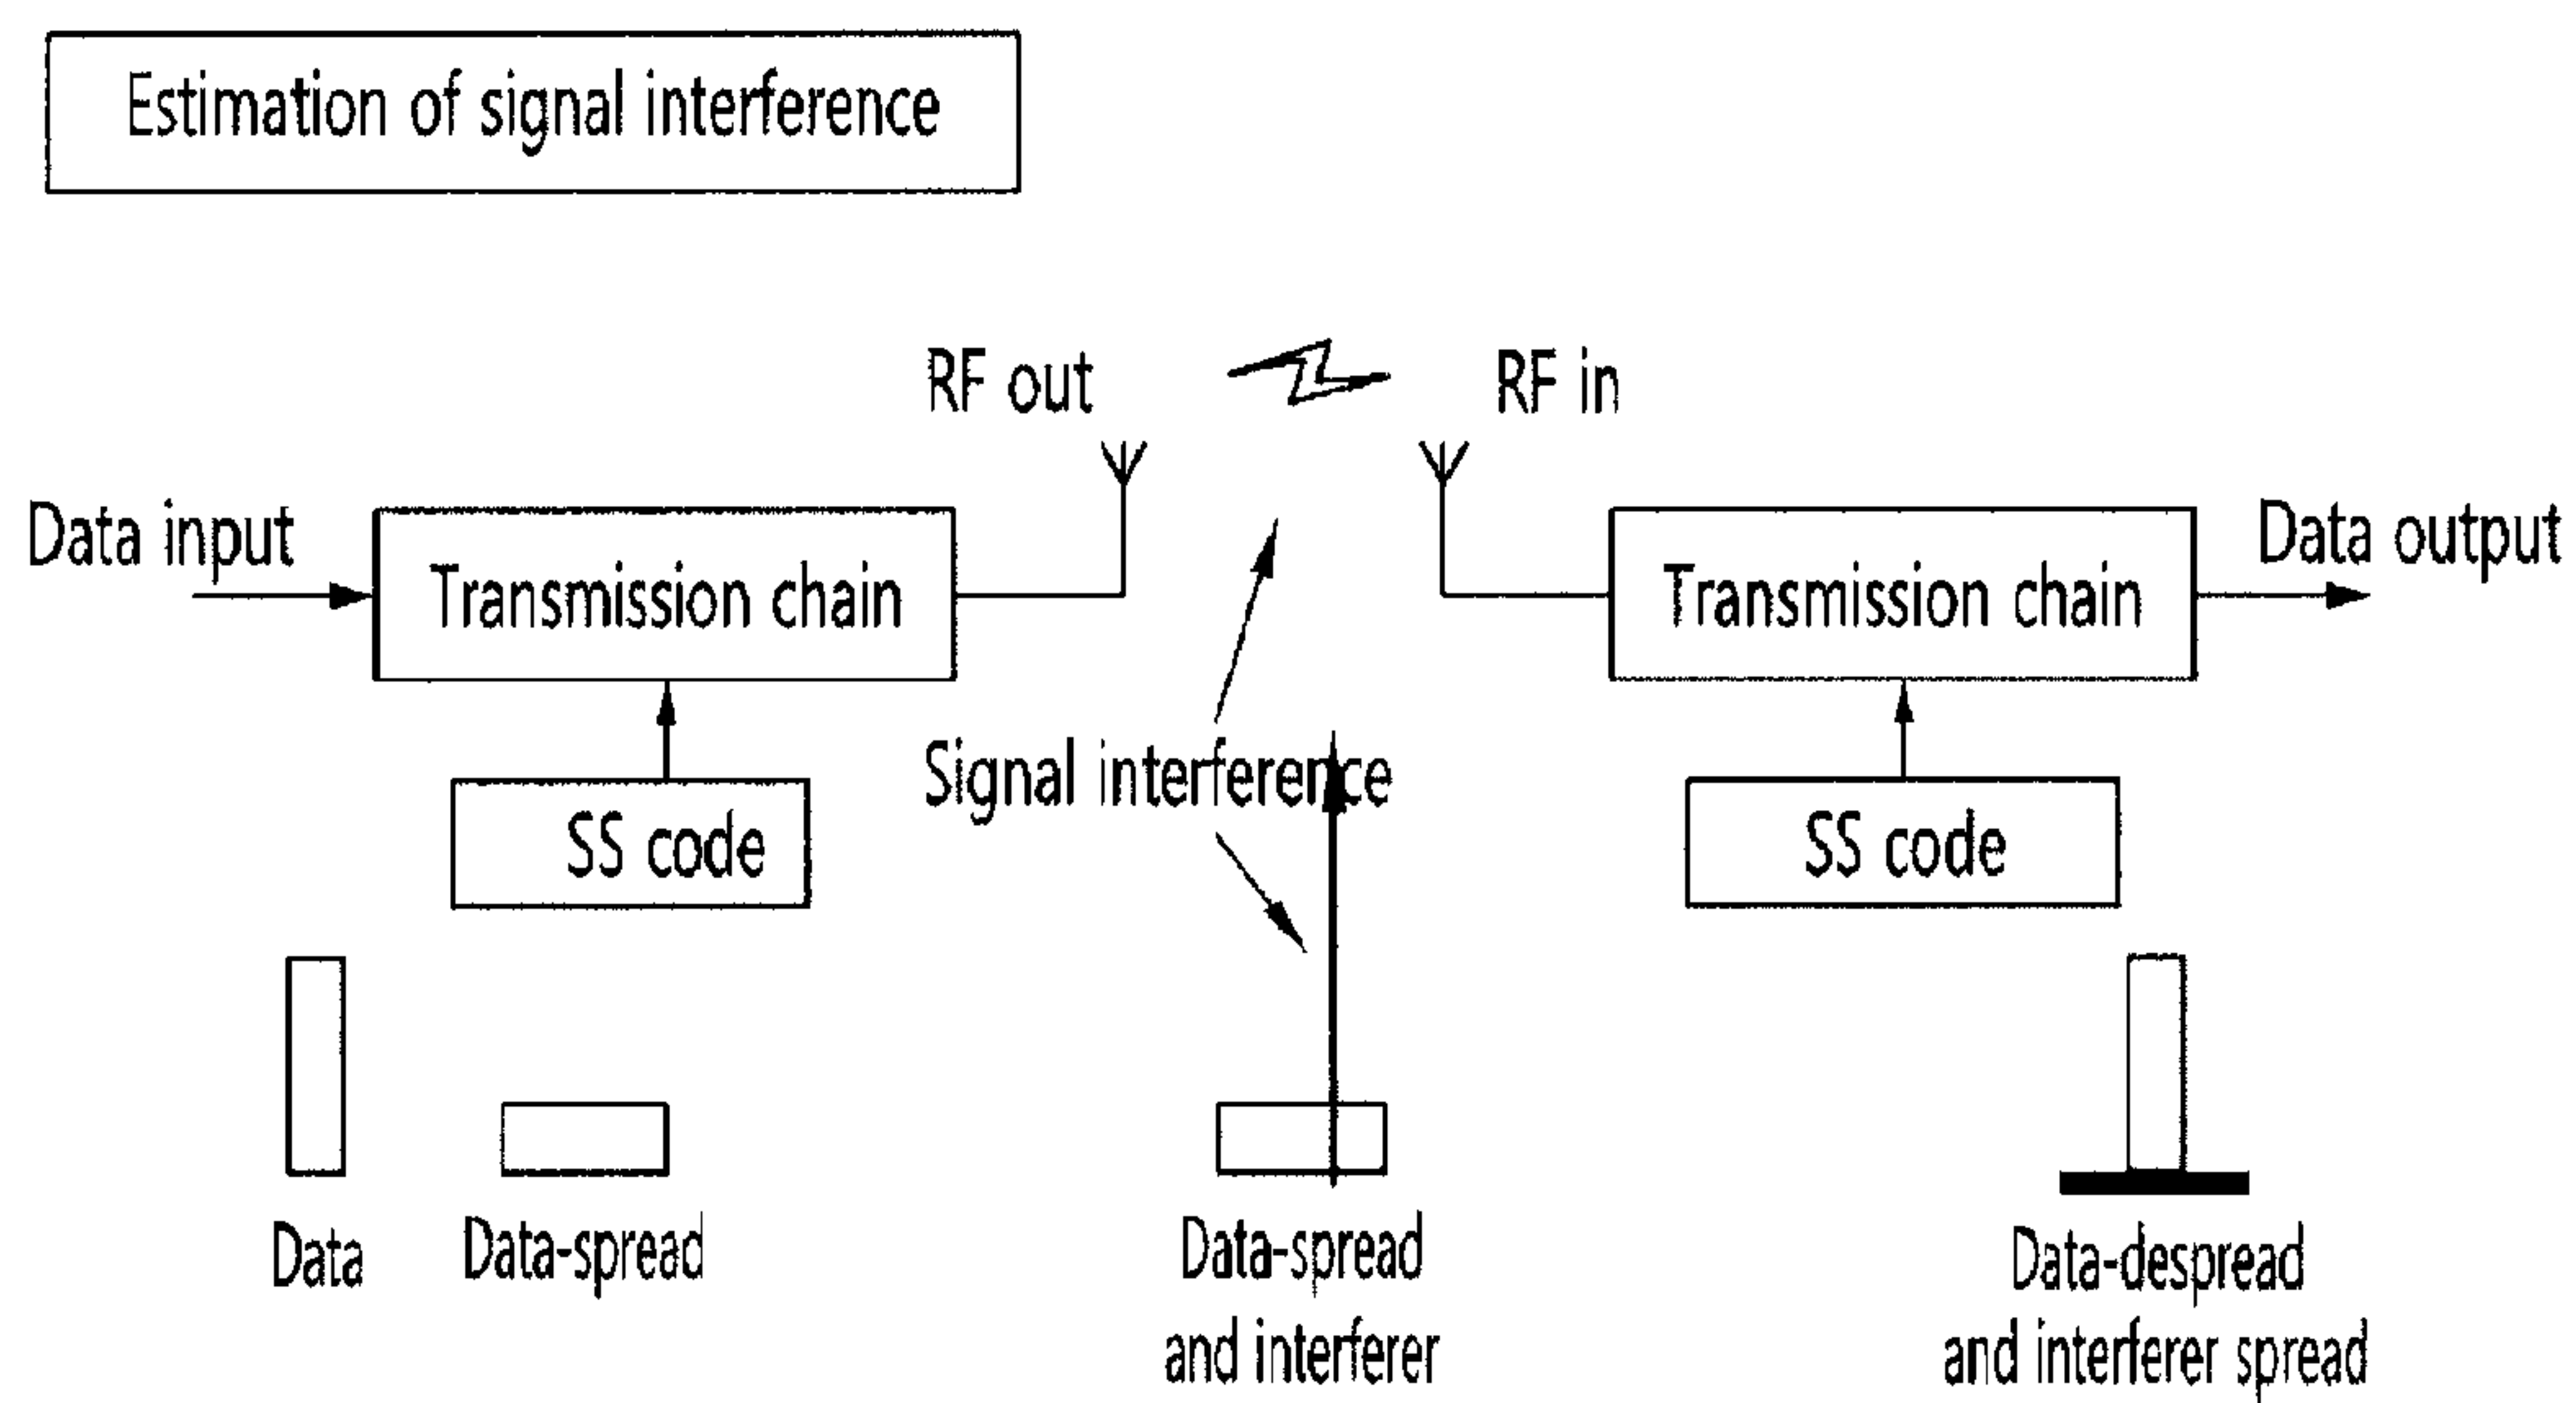 Estimation of signal interference
RF out
RF in
Data input
Transmission chain
Transmission chain
Data output
Signal interference
SS code
SS code
Data
Data-spread
Data-spread
and interferer
Data-despread
and interferer spread